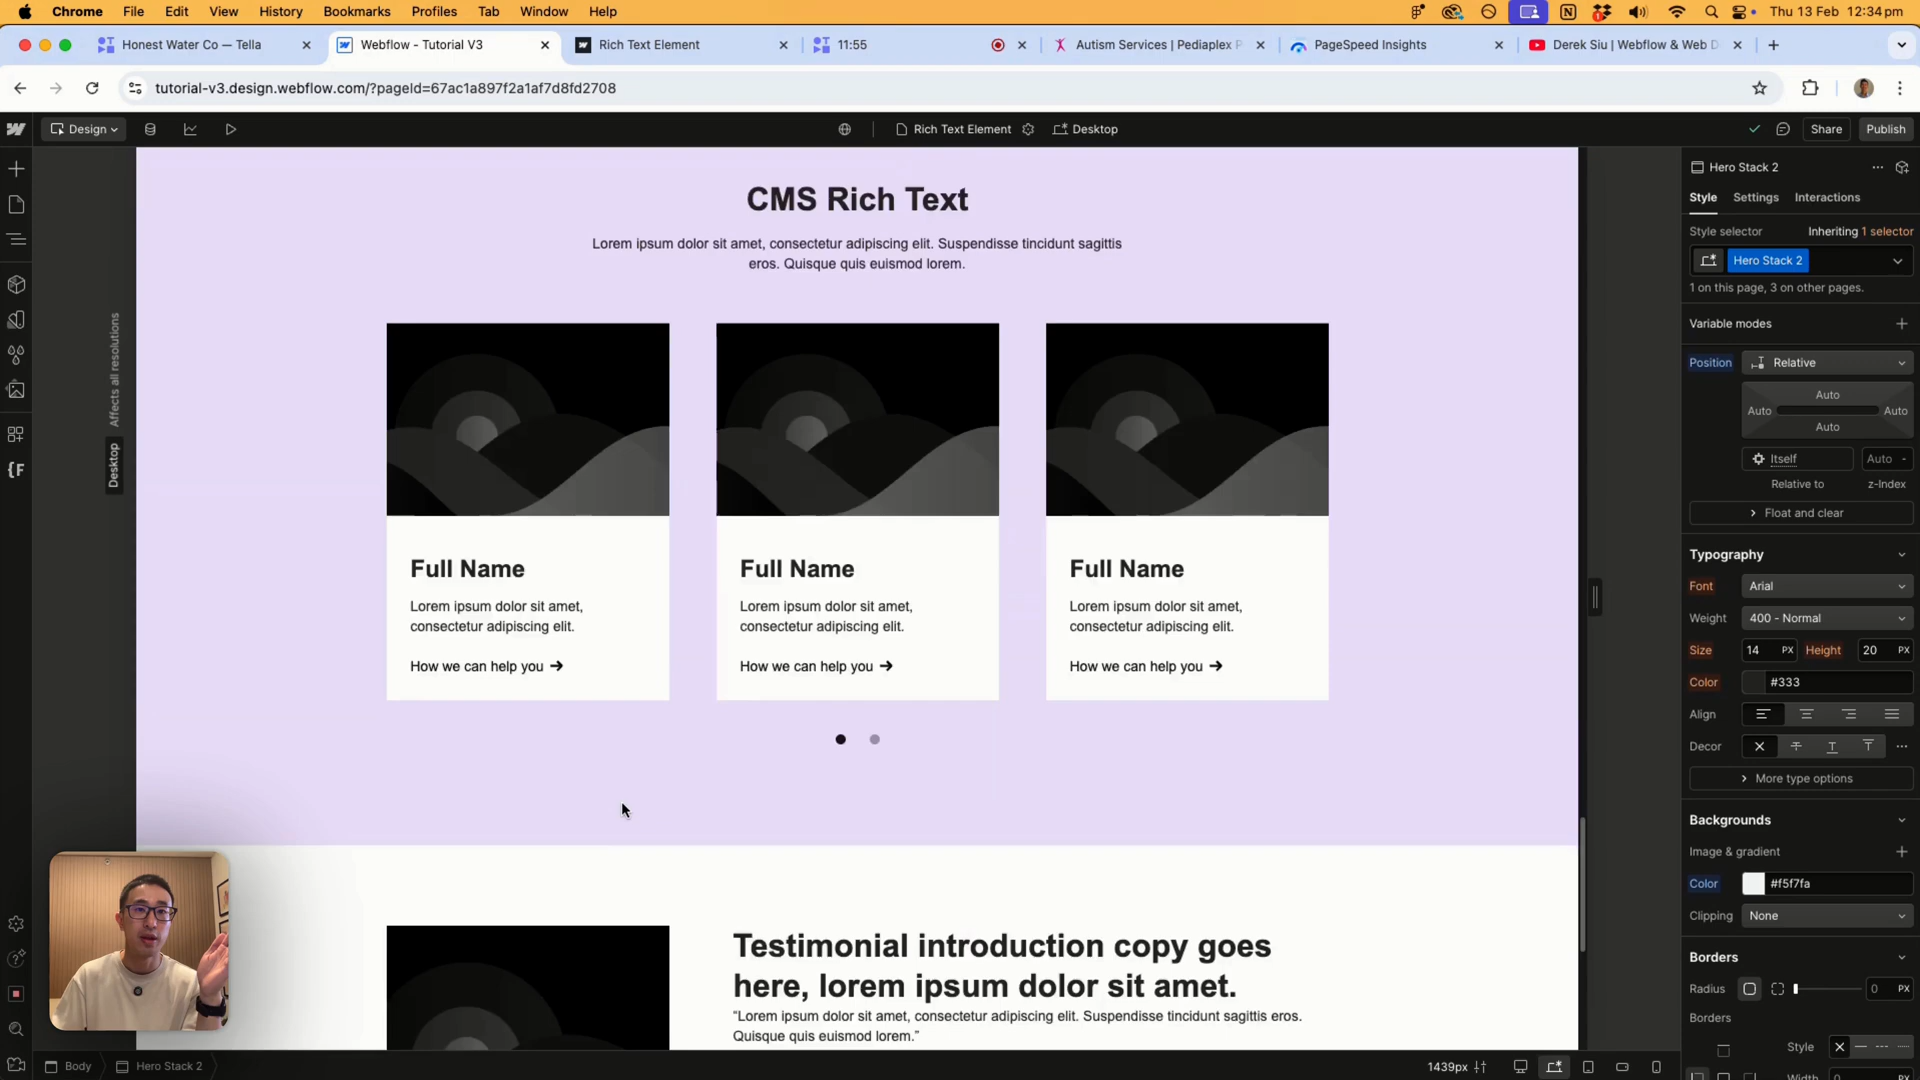 Chrome File Edit View History Bookmarks Profiles Tab Window Help
Thu 13 Feb 12:34 pm
Honest Water Co — Tella
Webflow - Tutorial V3
Rich Text Element
11:55
Autism Services | Pediaplex
PageSpeed Insights
Derek Siu | Webflow & Web D
tutorial-v3.design.webflow.com/?pageId=67ac1a897f2a1af7d8fd2708
Design
Rich Text Element
Desktop
Share
Publish
Affects all resolutions
Desktop
CMS Rich Text
Lorem ipsum dolor sit amet, consectetur adipiscing elit. Suspendisse tincidunt sagittis
eros. Quisque quis euismod lorem.
Full Name
Lorem ipsum dolor sit amet,
consectetur adipiscing elit.
How we can help you →
Full Name
Lorem ipsum dolor sit amet,
consectetur adipiscing elit.
How we can help you →
Full Name
Lorem ipsum dolor sit amet,
consectetur adipiscing elit.
How we can help you →
Testimonial introduction copy goes
here, lorem ipsum dolor sit amet.
“Lorem ipsum dolor sit amet, consectetur adipiscing elit. Suspendisse tincidunt sagittis eros.
Quisque quis euismod lorem.”
Hero Stack 2
Style Settings Interactions
Style selector Inheriting 1 selector
Hero Stack 2
1 on this page, 3 on other pages.
Variable modes
Position Relative
Auto
Auto Auto
Auto
Itself Auto
Relative to z-Index
Float and clear
Typography
Font Arial
Weight 400 - Normal
Size 14 PX Height 20 PX
Color #333
Align
Decor
More type options
Backgrounds
Image & gradient
Color #f5f7fa
Clipping None
Borders
Radius 0 PX
Borders
Style
Width 0 PX
Body Hero Stack 2
1439px